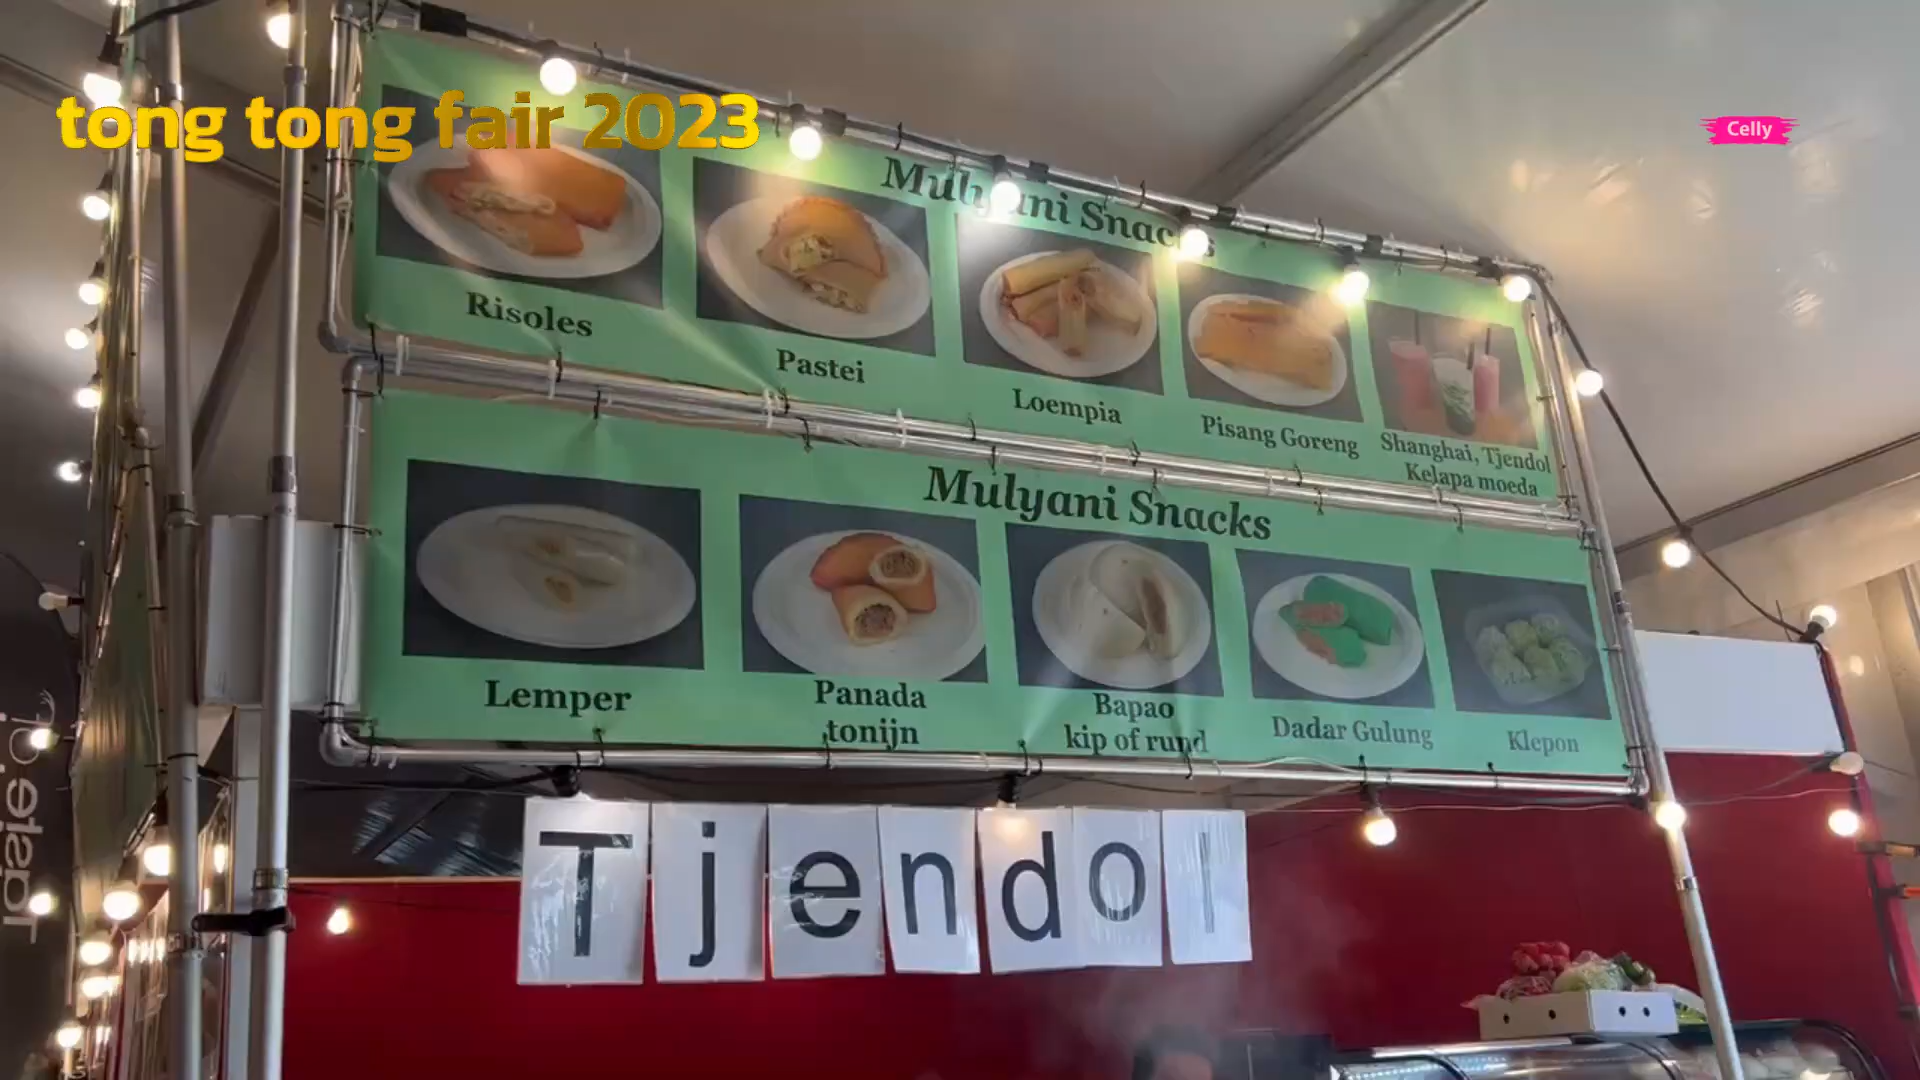 tong tong fair 2023
Celly
Mulyani Snacks
Risoles
Pastei
Loempia
Pisang Goreng
Shanghai, Tjendol
Kelapa moeda
Mulyani Snacks
Lemper
Panada
tonijn
Bapao
kip of rund
Dadar Gulung
Klepon
Tjendol